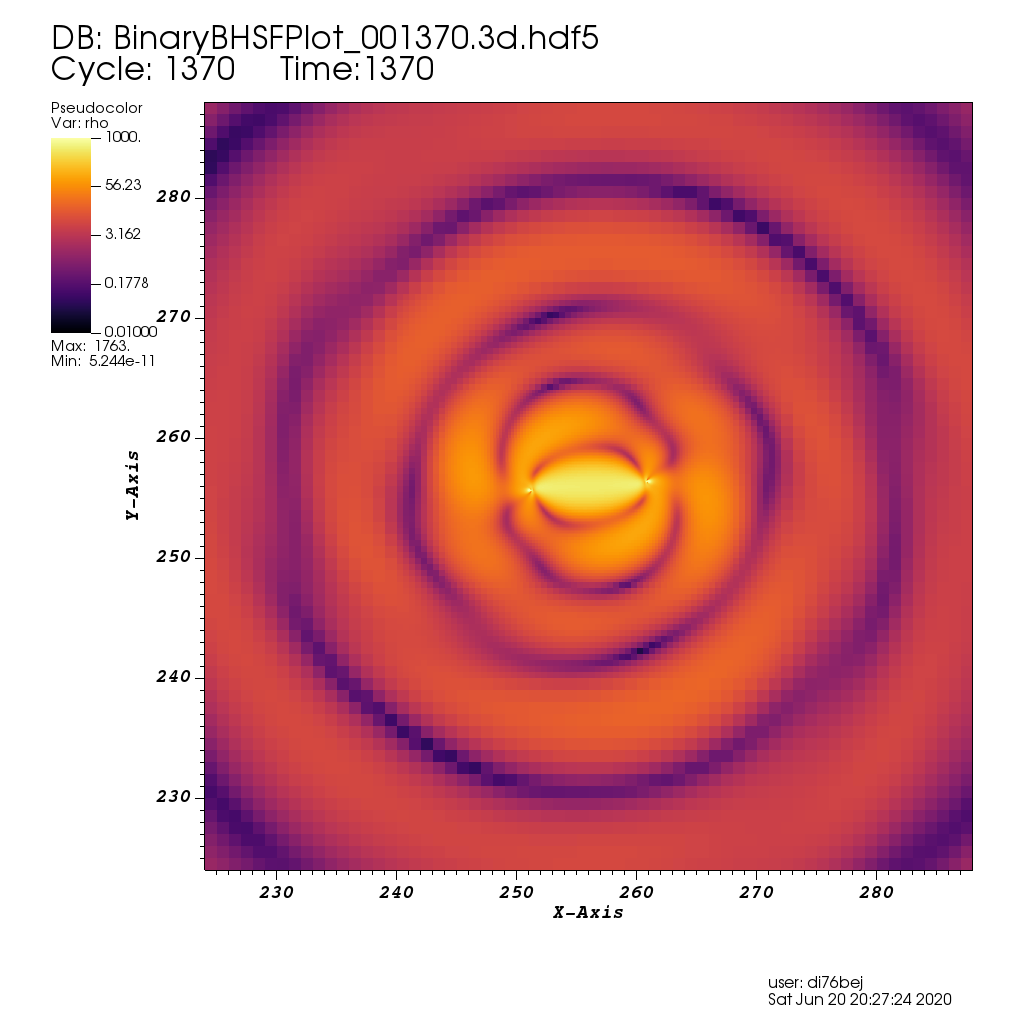 DB: BinaryBHSFPlot_001370.3d.hdf5
Cycle: 1370 Time:1370
Pseudocolor
Var: rho
1000.
56.23
3.162
0.1778
0.01000
Max: 1763.
Min: 5.244e-11
280
270
260
250
240
230
Y-Axis
230 240 250 260 270 280
X-Axis
user: di76bej
Sat Jun 20 20:27:24 2020